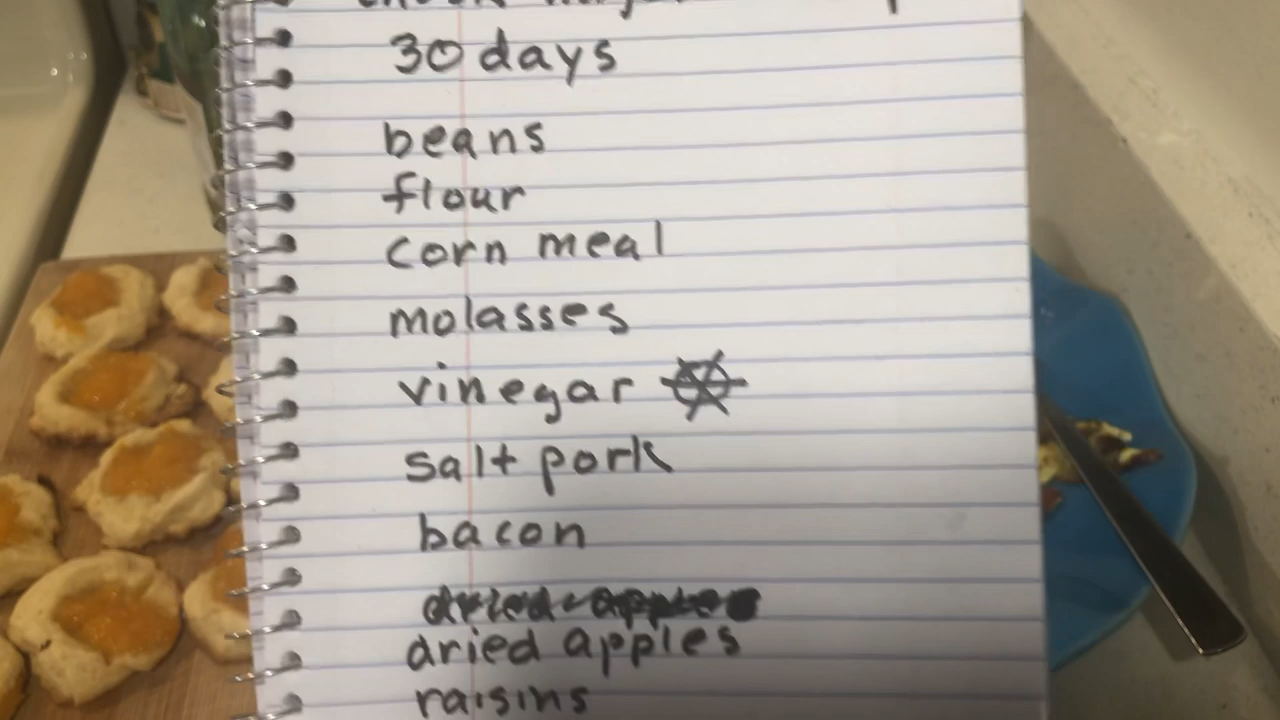 30 days
beans
flour
corn meal
molasses
vinegar
salt pork
bacon
dried apples
raisins